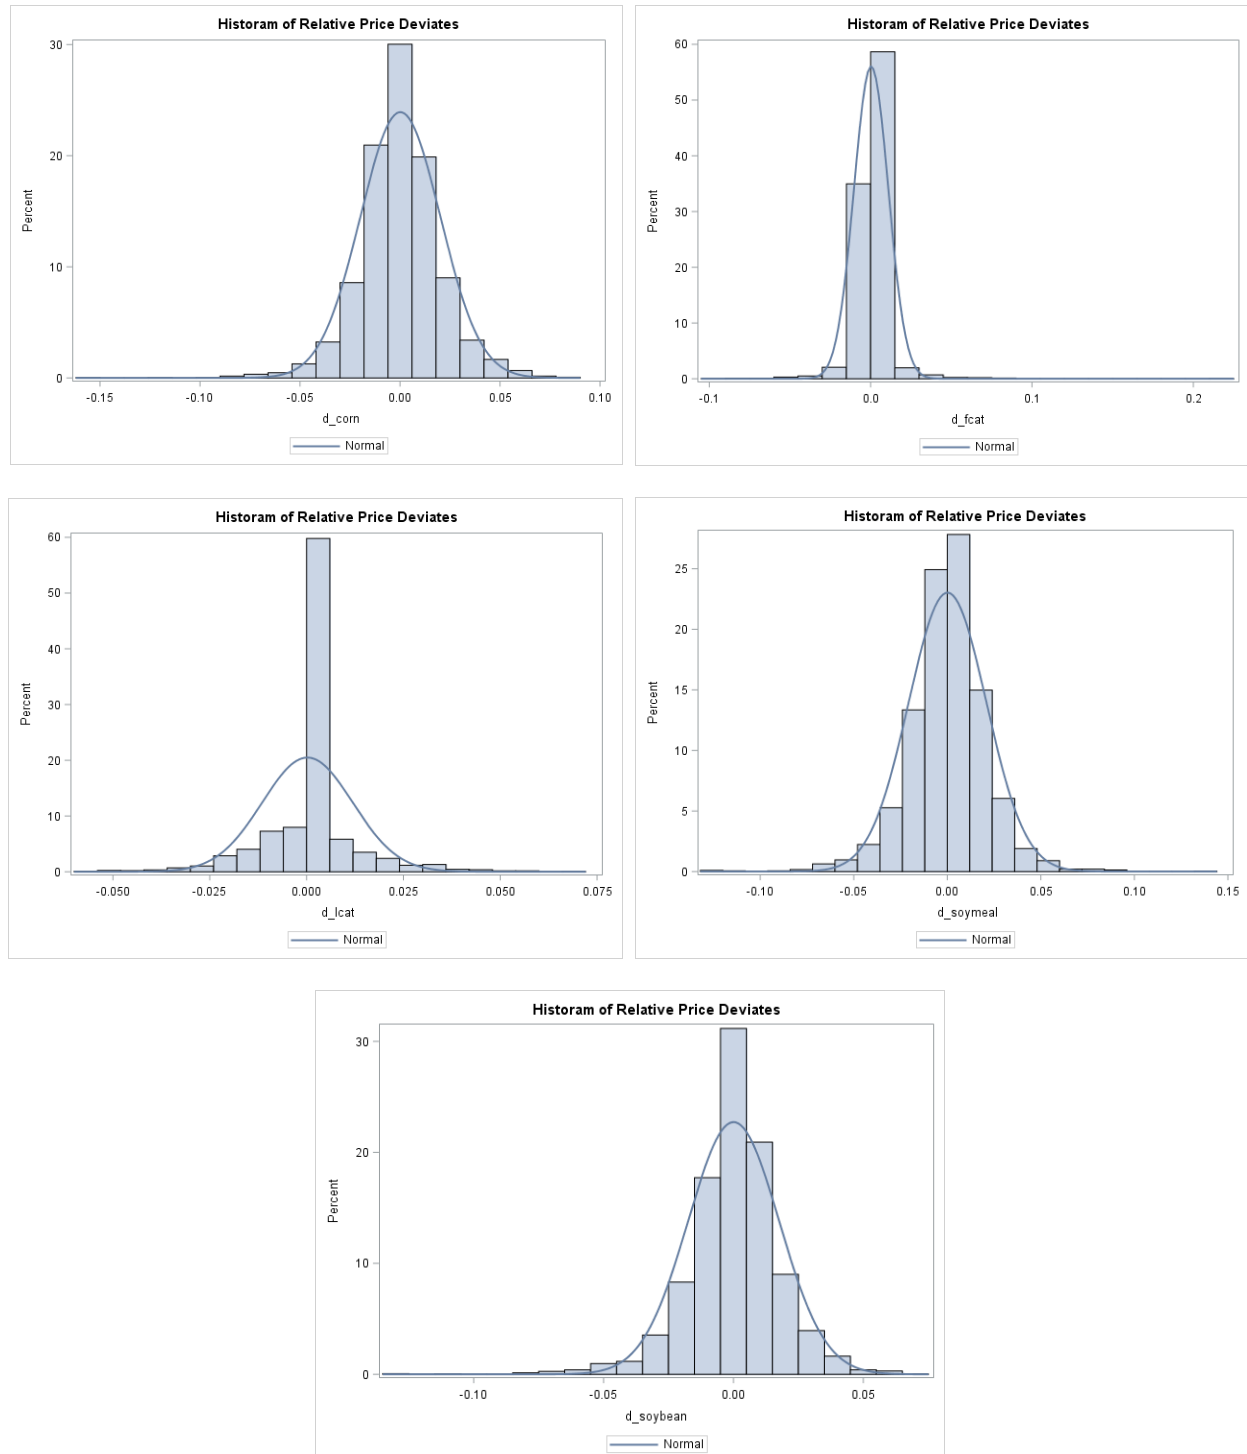 Historam of Relative Price Deviates
30
20
10
0
Percent
-0.15 -0.10 -0.05 0.00 0.05 0.10
d_corn
Normal
Historam of Relative Price Deviates
60
50
40
30
20
10
0
Percent
-0.1 0.0 0.1 0.2
d_fcat
Normal
Historam of Relative Price Deviates
60
50
40
30
20
10
0
Percent
-0.050 -0.025 0.000 0.025 0.050 0.075
d_lcat
Normal
Historam of Relative Price Deviates
25
20
15
10
5
0
Percent
-0.10 -0.05 0.00 0.05 0.10 0.15
d_soymeal
Normal
Historam of Relative Price Deviates
30
20
10
0
Percent
-0.10 -0.05 0.00 0.05
d_soybean
Normal